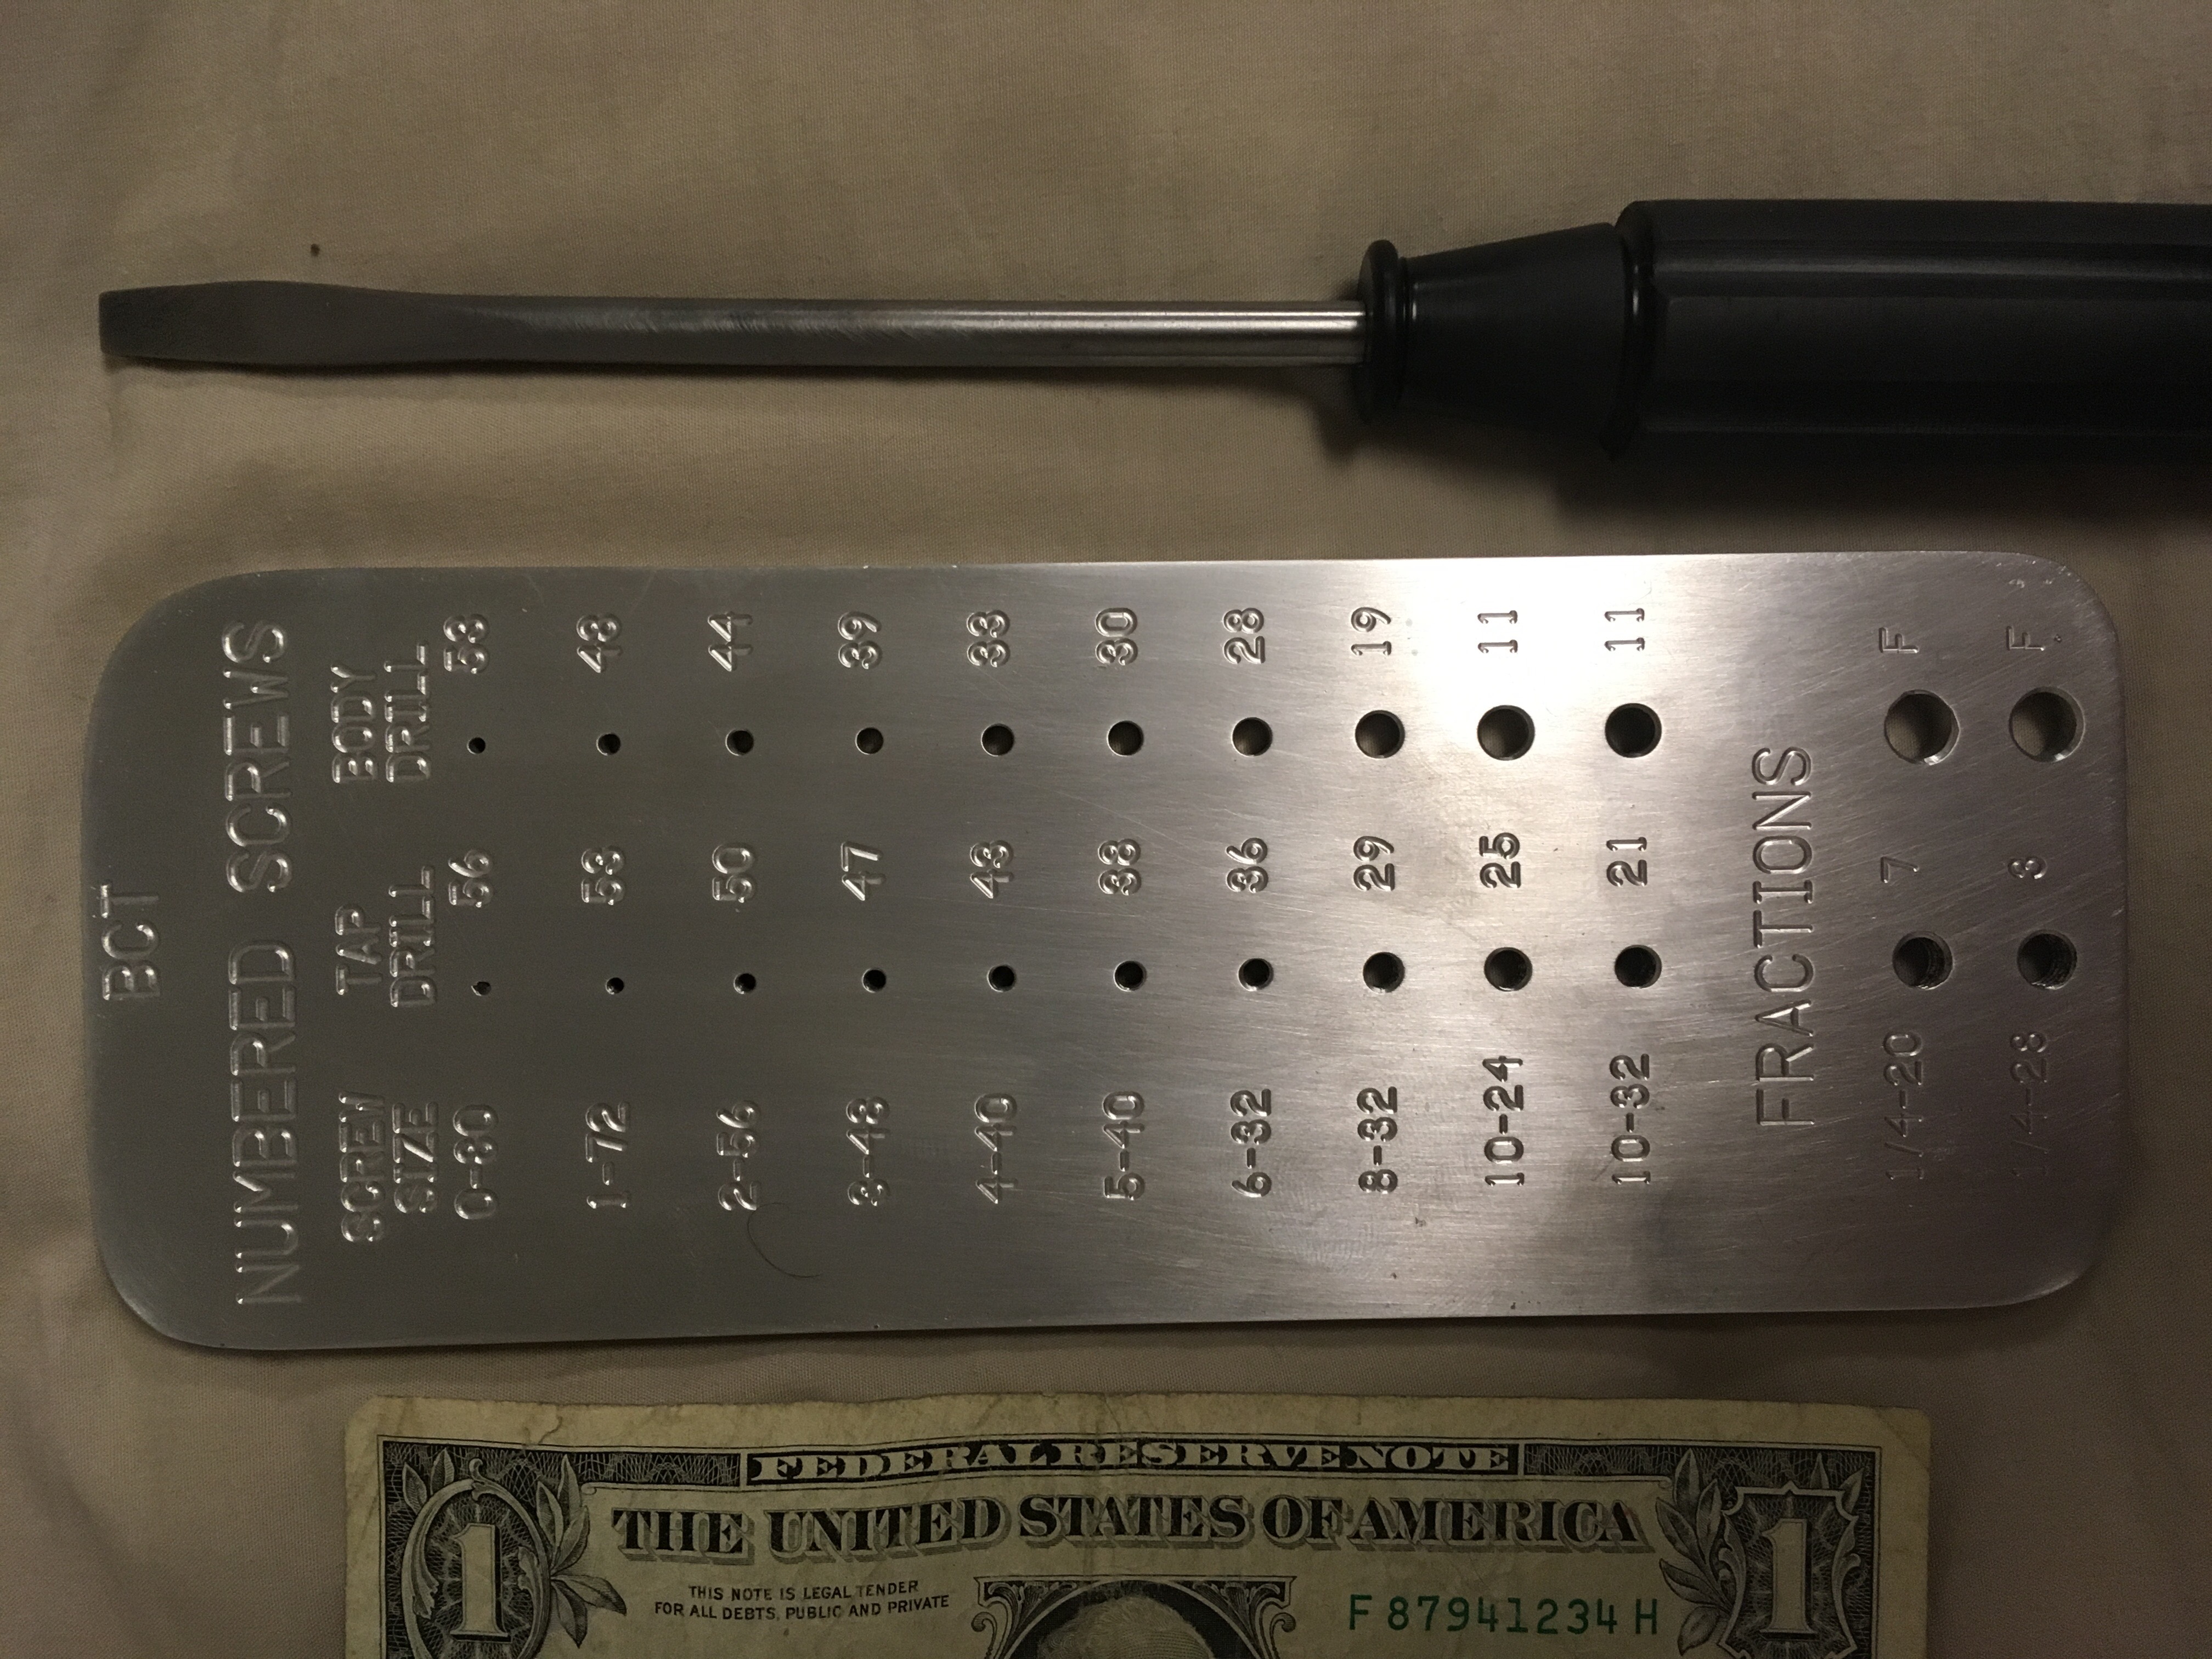 BCT
NUMBERED SCREWS
SCREW SIZE TAP DRILL BODY DRILL
0-80 56 53
1-72 53 48
2-56 50 44
3-48 47 39
4-40 43 33
5-40 38 30
6-32 36 28
8-32 29 19
10-24 25 11
10-32 21 11
FRACTIONS
1/4-20 7 F
1/4-28 3 F
FEDERAL RESERVE NOTE
THE UNITED STATES OF AMERICA
THIS NOTE IS LEGAL TENDER
FOR ALL DEBTS, PUBLIC AND PRIVATE
F 87941234 H
1
1